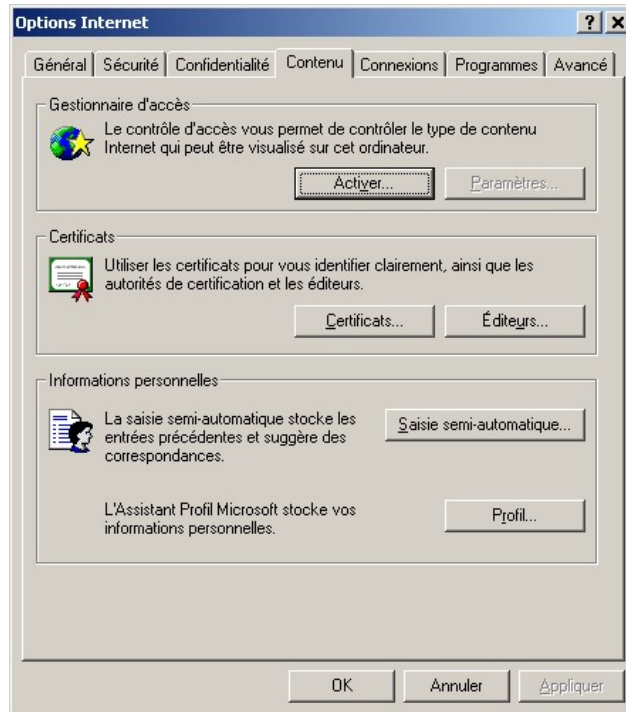 Options Internet
Général Sécurité Confidentialité Contenu Connexions Programmes Avancé
Gestionnaire d'accès
Le contrôle d'accès vous permet de contrôler le type de contenu
Internet qui peut être visualisé sur cet ordinateur.
Activer... Paramètres...
Certificats
Utiliser les certificats pour vous identifier clairement, ainsi que les
autorités de certification et les éditeurs.
Certificats... Éditeurs...
Informations personnelles
La saisie semi-automatique stocke les
entrées précédentes et suggère des
correspondances.
Saisie semi-automatique...
L'Assistant Profil Microsoft stocke vos
informations personnelles.
Profil...
OK Annuler Appliquer